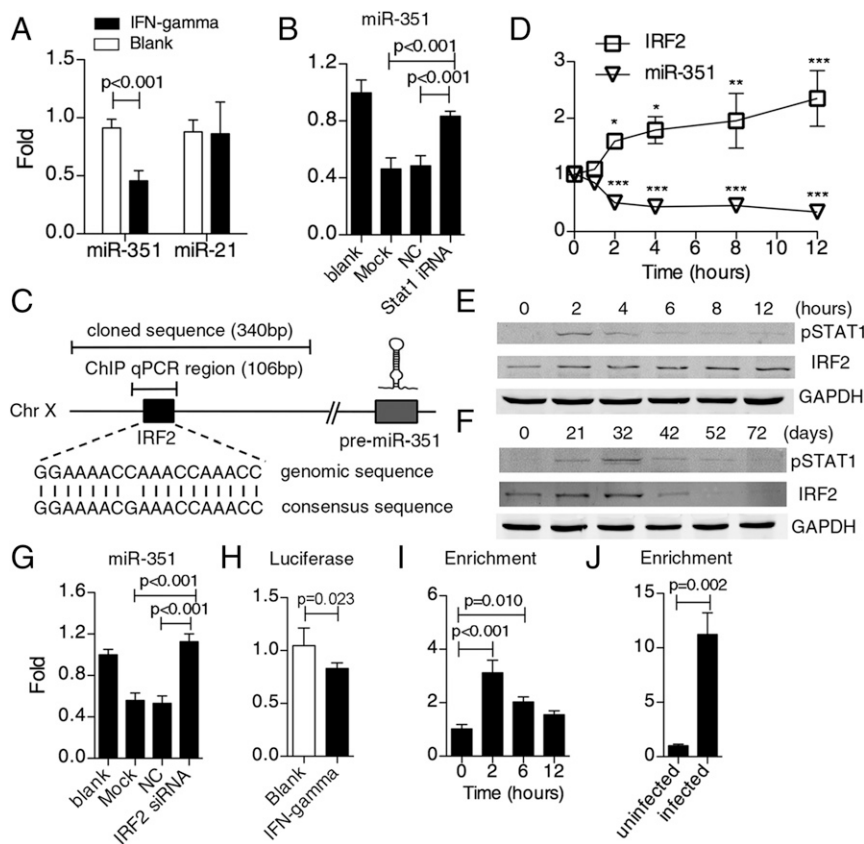 A
IFN-gamma
Blank
Fold
1.5
1.0
0.5
0.0
p<0.001
miR-351
miR-21
B
miR-351
p<0.001
p<0.001
1.2
0.8
0.4
0.0
blank
Mock
NC
Stat1 iRNA
D
IRF2
miR-351
3
2
1
0
*
*
**
***
***
***
***
***
0 2 4 6 8 10 12
Time (hours)
C
cloned sequence (340bp)
ChIP qPCR region (106bp)
Chr X
//
IRF2
pre-miR-351
GGAAAACCAAACCAAACC genomic sequence
GGAAAACGAAACCAAACC consensus sequence
E
0 2 4 6 8 12 (hours)
pSTAT1
IRF2
GAPDH
F
0 21 32 42 52 72 (days)
pSTAT1
IRF2
GAPDH
G
miR-351
p<0.001
p<0.001
Fold
1.6
1.2
0.8
0.4
0.0
blank
Mock
NC
IRF2 siRNA
H
Luciferase
p=0.023
1.5
1.0
0.5
0.0
Blank
IFN-gamma
I
Enrichment
p=0.010
p<0.001
6
4
2
0
0 2 6 12
Time (hours)
J
Enrichment
p=0.002
15
10
5
0
uninfected
infected